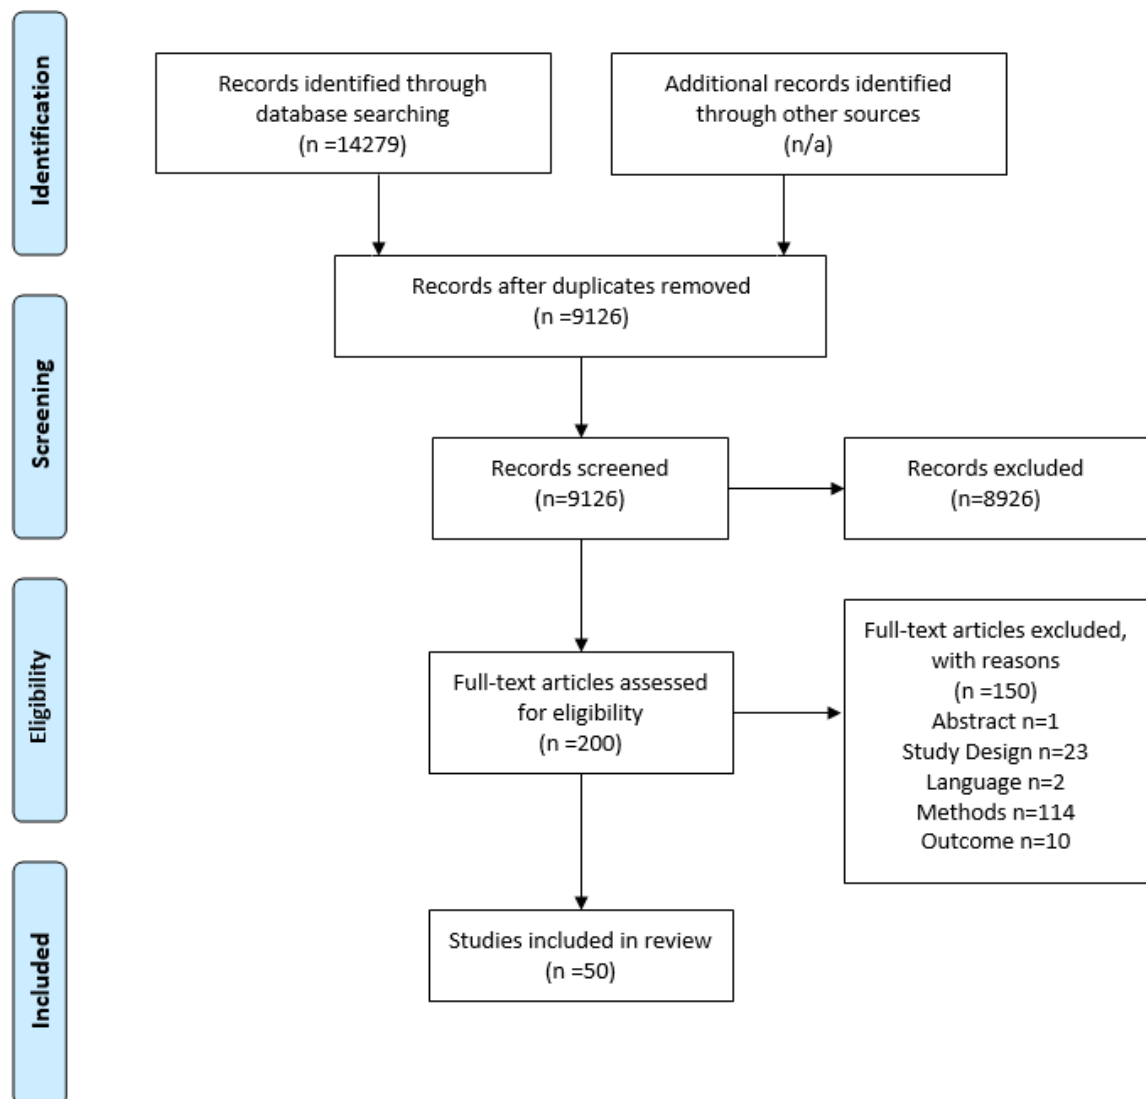 Identification
Records identified through
database searching
(n =14279)
Additional records identified
through other sources
(n/a)
Records after duplicates removed
(n =9126)
Screening
Records screened
(n=9126)
Records excluded
(n=8926)
Eligibility
Full-text articles assessed
for eligibility
(n =200)
Full-text articles excluded,
with reasons
(n =150)
Abstract n=1
Study Design n=23
Language n=2
Methods n=114
Outcome n=10
Included
Studies included in review
(n =50)